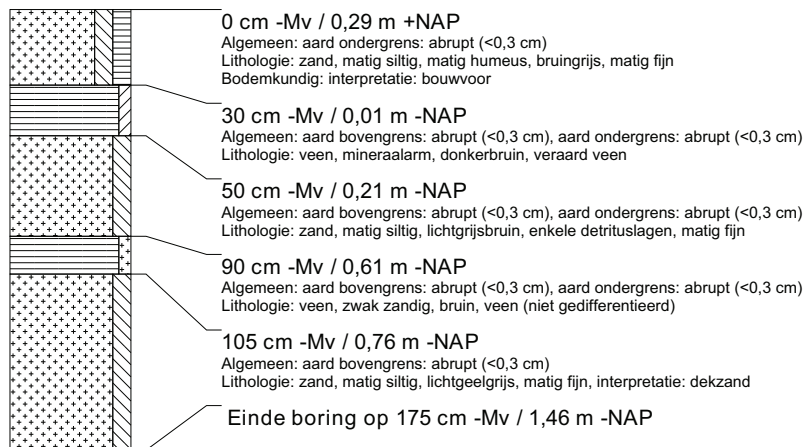 0 cm -Mv / 0,29 m +NAP
Algemeen: aard ondergrens: abrupt (<0,3 cm)
Lithologie: zand, matig siltig, matig humeus, bruingrijs, matig fijn
Bodemkundig: interpretatie: bouwvoor
30 cm -Mv / 0,01 m -NAP
Algemeen: aard bovengrens: abrupt (<0,3 cm), aard ondergrens: abrupt (<0,3 cm)
Lithologie: veen, mineraalarm, donkerbruin, veraard veen
50 cm -Mv / 0,21 m -NAP
Algemeen: aard bovengrens: abrupt (<0,3 cm), aard ondergrens: abrupt (<0,3 cm)
Lithologie: zand, matig siltig, lichtgrijsbruin, enkele detrituslagen, matig fijn
90 cm -Mv / 0,61 m -NAP
Algemeen: aard bovengrens: abrupt (<0,3 cm), aard ondergrens: abrupt (<0,3 cm)
Lithologie: veen, zwak zandig, bruin, veen (niet gedifferentieerd)
105 cm -Mv / 0,76 m -NAP
Algemeen: aard bovengrens: abrupt (<0,3 cm)
Lithologie: zand, matig siltig, lichtgeelgrijs, matig fijn, interpretatie: dekzand
Einde boring op 175 cm -Mv / 1,46 m -NAP